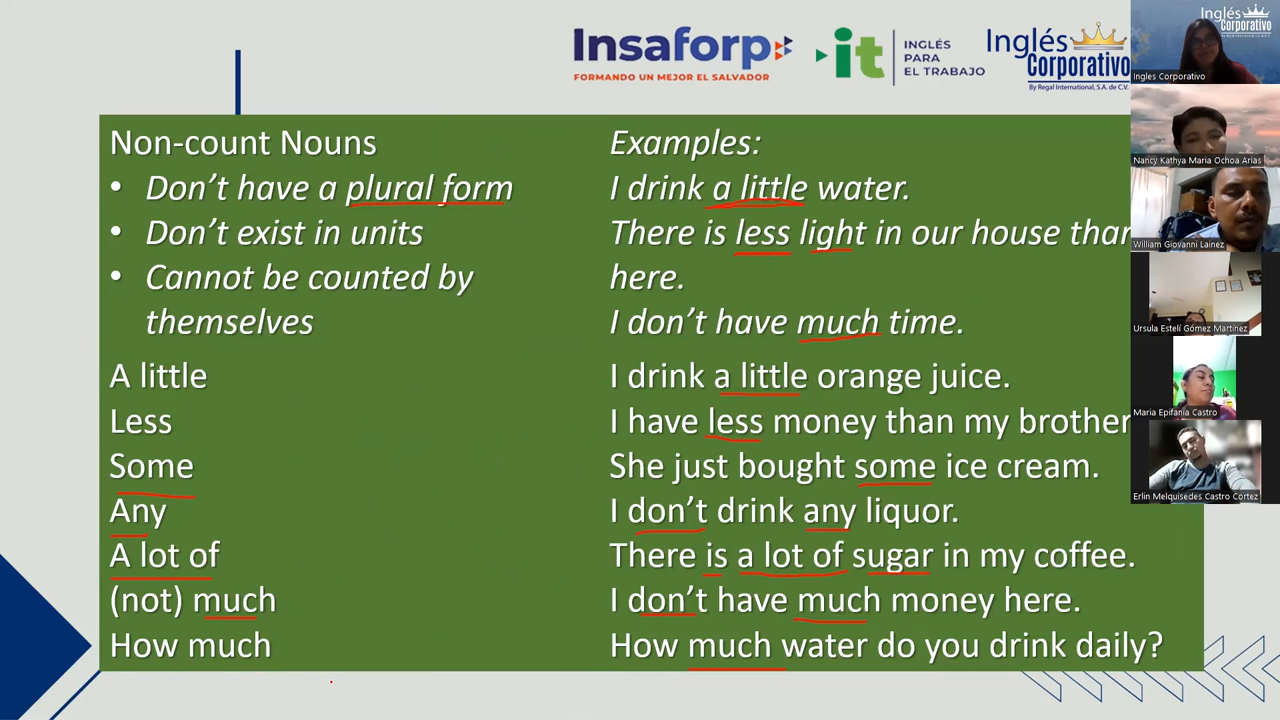 Insaforp
FORMANDO UN MEJOR EL SALVADOR
it
INGLÉS
PARA
EL TRABAJO
Inglés
Corporativo
By Regal International, S.A. de C.V.
Inglés
Corporativo
Ingles Corporativo
Nancy Kathya Maria Ochoa Arias
William Giovanni Lainez
Ursula Estelí Gómez Martínez
Maria Epifania Castro
Erlin Melquisedes Castro Cortez
Non-count Nouns
• Don’t have a plural form
• Don’t exist in units
• Cannot be counted by
themselves
Examples:
I drink a little water.
There is less light in our house than
here.
I don’t have much time.
A little
I drink a little orange juice.
Less
I have less money than my brother
Some
She just bought some ice cream.
Any
I don’t drink any liquor.
A lot of
There is a lot of sugar in my coffee.
(not) much
I don’t have much money here.
How much
How much water do you drink daily?